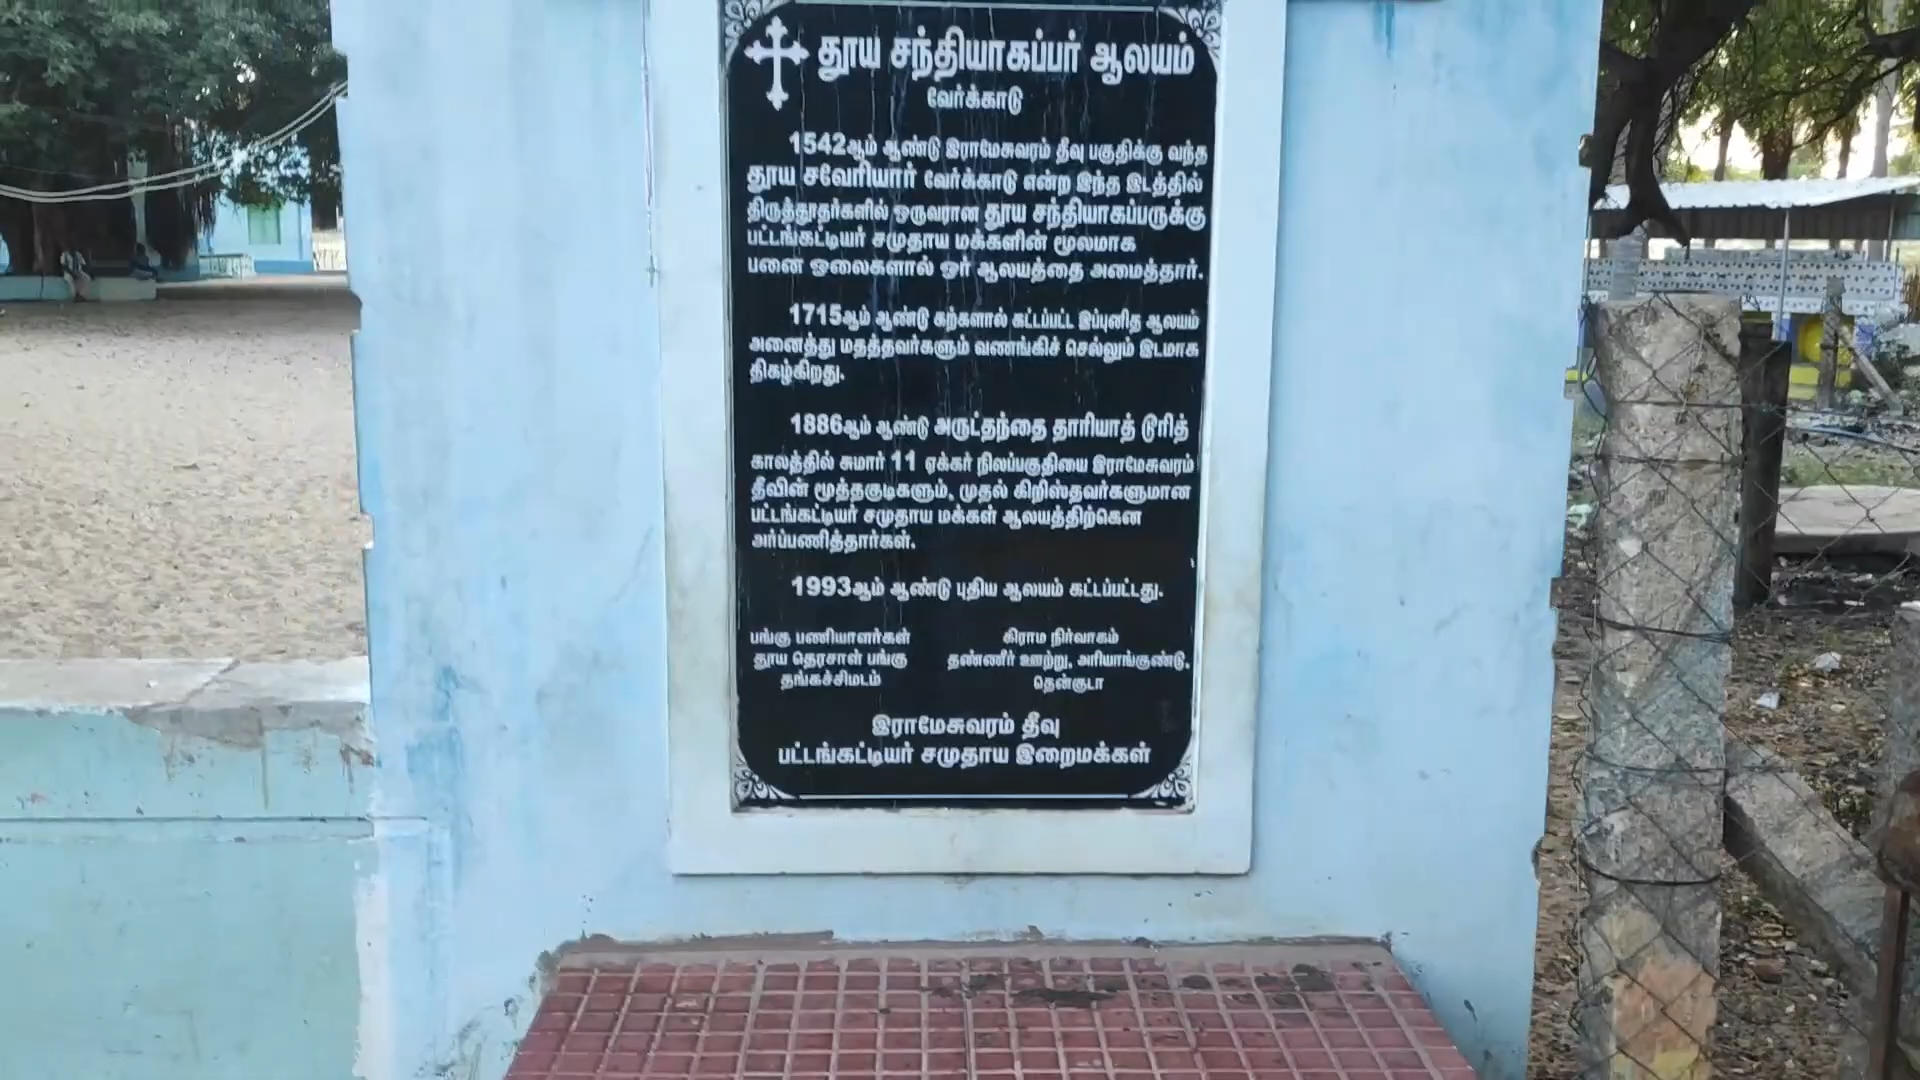 தூய சந்தியாகப்பர் ஆலயம்
வேர்க்காடு
1542ஆம் ஆண்டு இராமேசுவரம் தீவு பகுதிக்கு வந்த
தூய சவேரியார் வேர்க்காடு என்ற இந்த இடத்தில்
திருத்தூதர்களில் ஒருவரான தூய சந்தியாகப்பருக்கு
பட்டங்கட்டியர் சமுதாய மக்களின் மூலமாக
பனை ஓலைகளால் ஓர் ஆலயத்தை அமைத்தார்.
1715ஆம் ஆண்டு கற்களால் கட்டப்பட்ட இப்புனித ஆலயம்
அனைத்து மதத்தவர்களும் வணங்கிச் செல்லும் இடமாக
திகழ்கிறது.
1886ஆம் ஆண்டு அருட்தந்தை தாரியாத் டூரித்
காலத்தில் சுமார் 11 ஏக்கர் நிலப்பகுதியை இராமேசுவரம்
தீவின் மூத்தகுடிகளும், முதல் கிறிஸ்தவர்களுமான
பட்டங்கட்டியர் சமுதாய மக்கள் ஆலயத்திற்கென
அர்ப்பணித்தார்கள்.
1993ஆம் ஆண்டு புதிய ஆலயம் கட்டப்பட்டது.
பங்கு பணியாளர்கள்
தூய தெரசாள் பங்கு
தங்கச்சிமடம்
கிராம நிர்வாகம்
தண்ணீர் ஊற்று, அரியாங்குண்டு,
தென்குடா
இராமேசுவரம் தீவு
பட்டங்கட்டியர் சமுதாய இறைமக்கள்